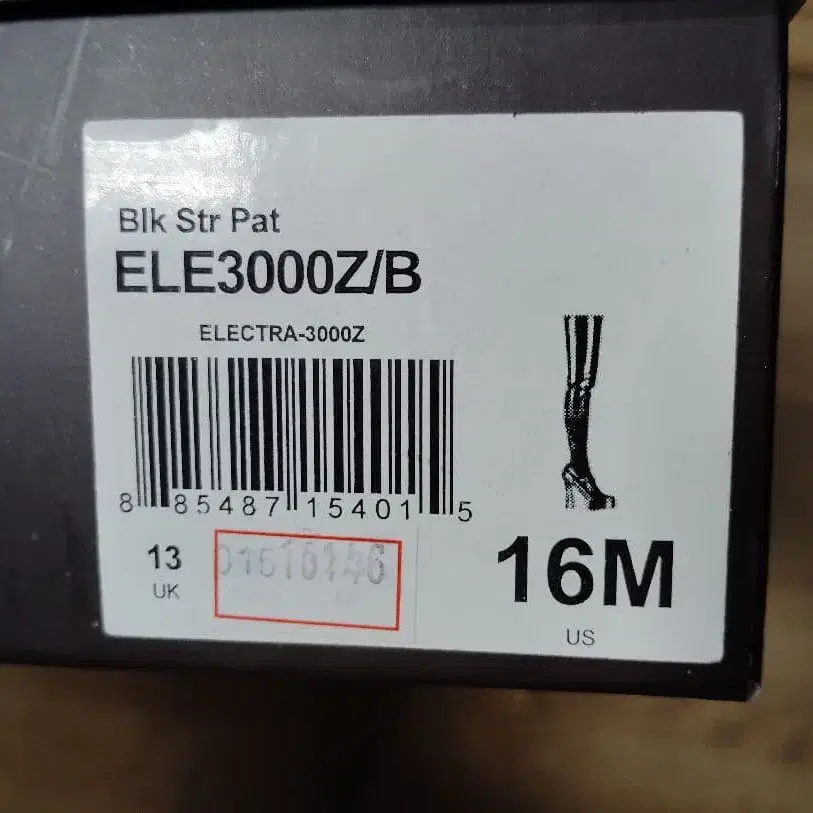 Blk Str Pat
ELE3000Z/B
ELECTRA-3000Z
8 85487 15401 5
13
UK
16M
US